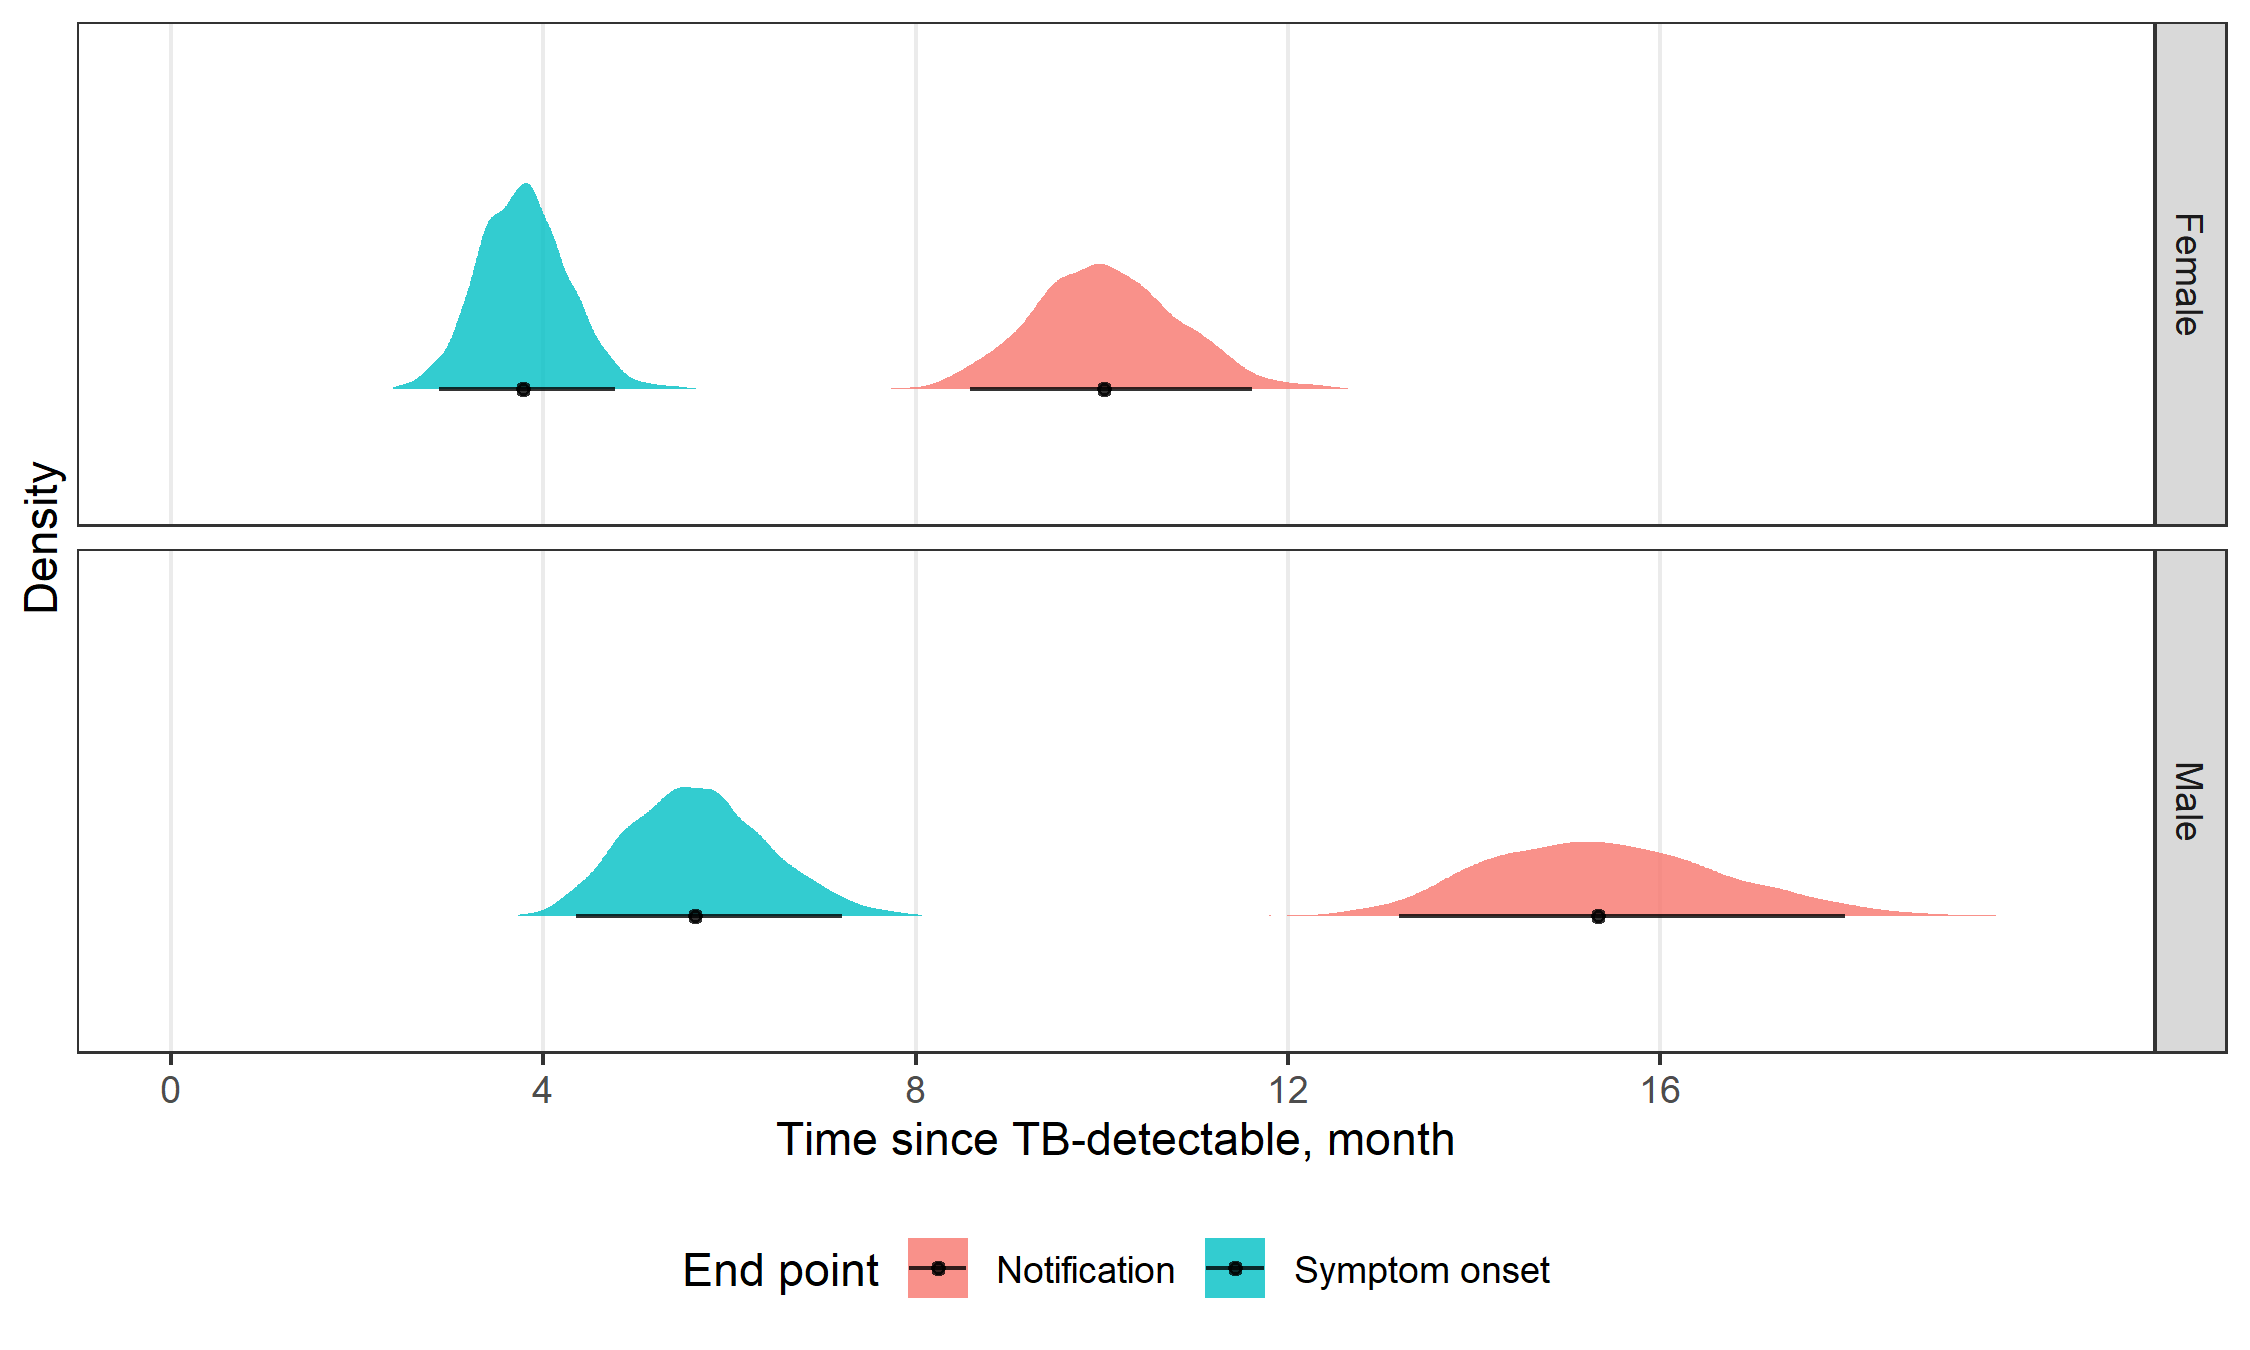 Density
Female
Male
0 4 8 12 16
Time since TB-detectable, month
End point Notification Symptom onset